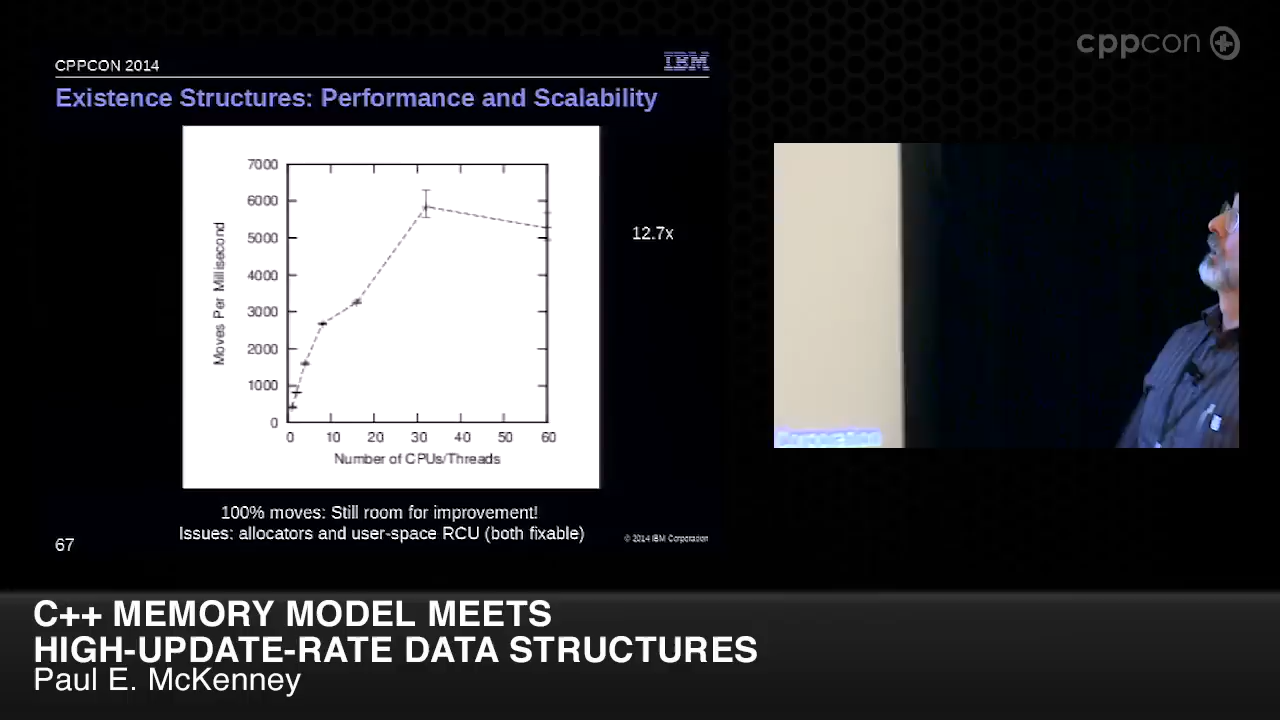 cppcon
CPPCON 2014
IBM
Existence Structures: Performance and Scalability
7000
6000
5000
4000
3000
2000
1000
0
Moves Per Millisecond
0 10 20 30 40 50 60
Number of CPUs/Threads
12.7x
100% moves: Still room for improvement!
Issues: allocators and user-space RCU (both fixable)
67
© 2014 IBM Corporation
C++ MEMORY MODEL MEETS
HIGH-UPDATE-RATE DATA STRUCTURES
Paul E. McKenney